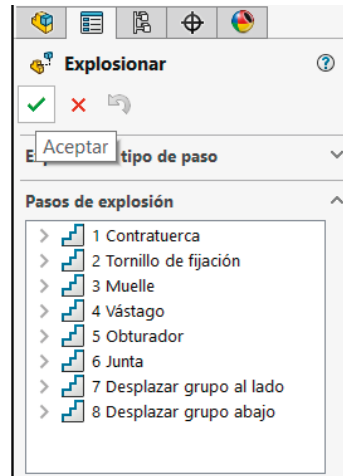 Explosionar
Aceptar
tipo de paso
Pasos de explosión
1 Contratuerca
2 Tornillo de fijación
3 Muelle
4 Vástago
5 Obturador
6 Junta
7 Desplazar grupo al lado
8 Desplazar grupo abajo